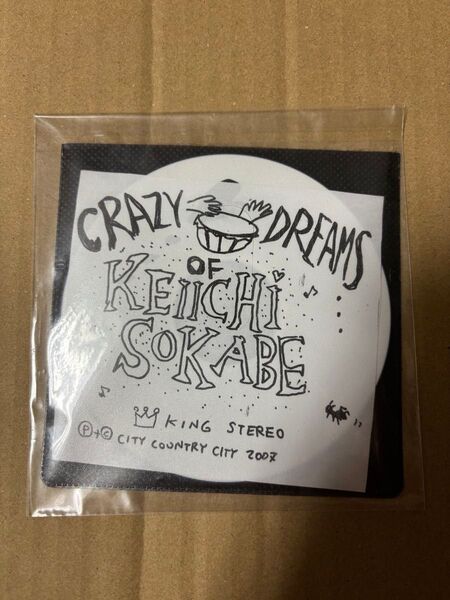 CRAZY DREAMS
OF
KEIICHI
SOKABE
KING STEREO
Ⓟ+© CITY COUNTRY CITY 2007